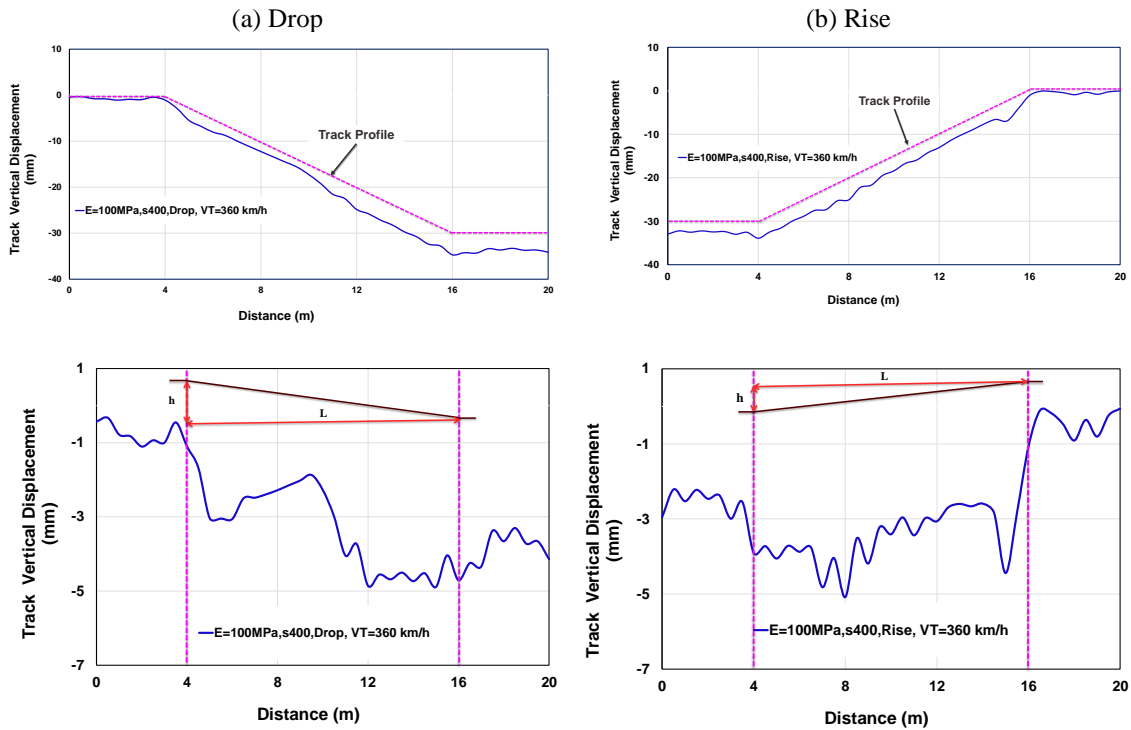 (a) Drop
(b) Rise
10
0
-10
-20
-30
-40
Track Vertical Displacement
(mm)
Track Profile
E=100MPa,s400,Drop, VT=360 km/h
0 4 8 12 16 20
Distance (m)
10
0
-10
-20
-30
-40
Track Vertical Displacement
(mm)
Track Profile
E=100MPa,s400,Rise, VT=360 km/h
0 4 8 12 16 20
Distance (m)
1
-1
-3
-5
-7
Track Vertical Displacement
(mm)
h
L
E=100MPa,s400,Drop, VT=360 km/h
0 4 8 12 16 20
Distance (m)
1
-1
-3
-5
-7
Track Vertical Displacement
(mm)
h
L
E=100MPa,s400,Rise, VT=360 km/h
0 4 8 12 16 20
Distance (m)